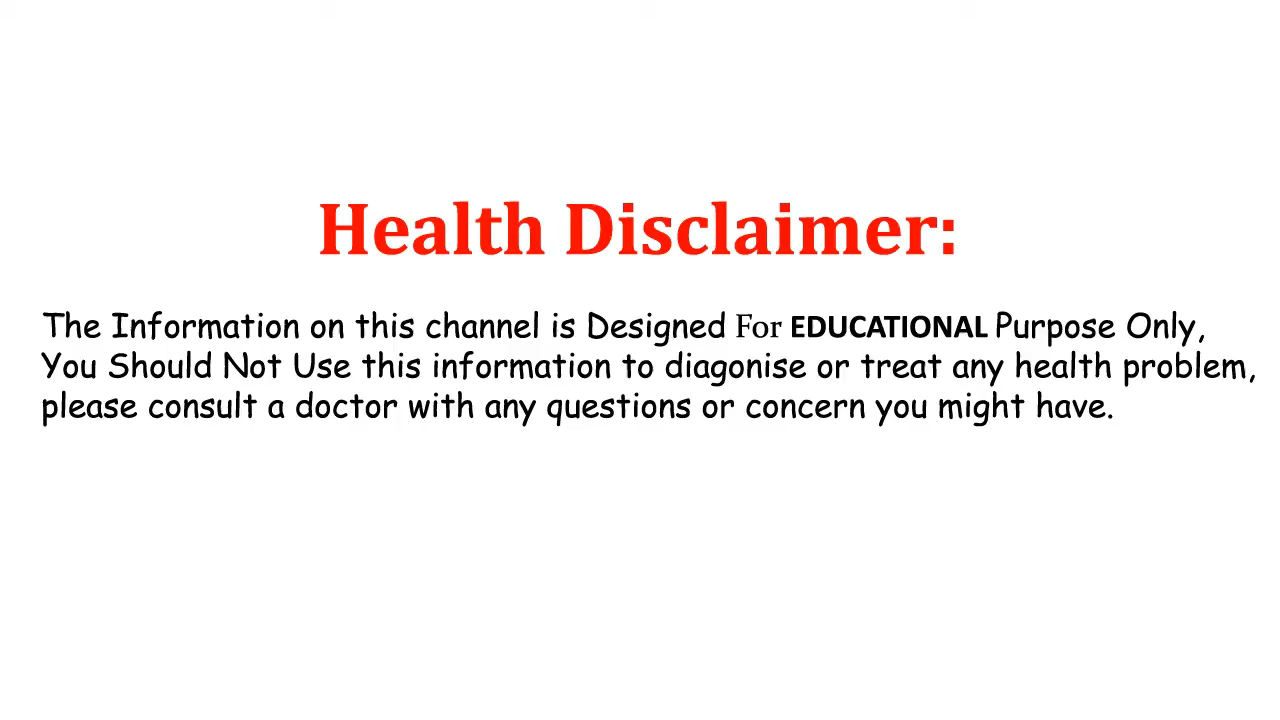 Health Disclaimer:
The Information on this channel is Designed For EDUCATIONAL Purpose Only,
You Should Not Use this information to diagonise or treat any health problem,
please consult a doctor with any questions or concern you might have.